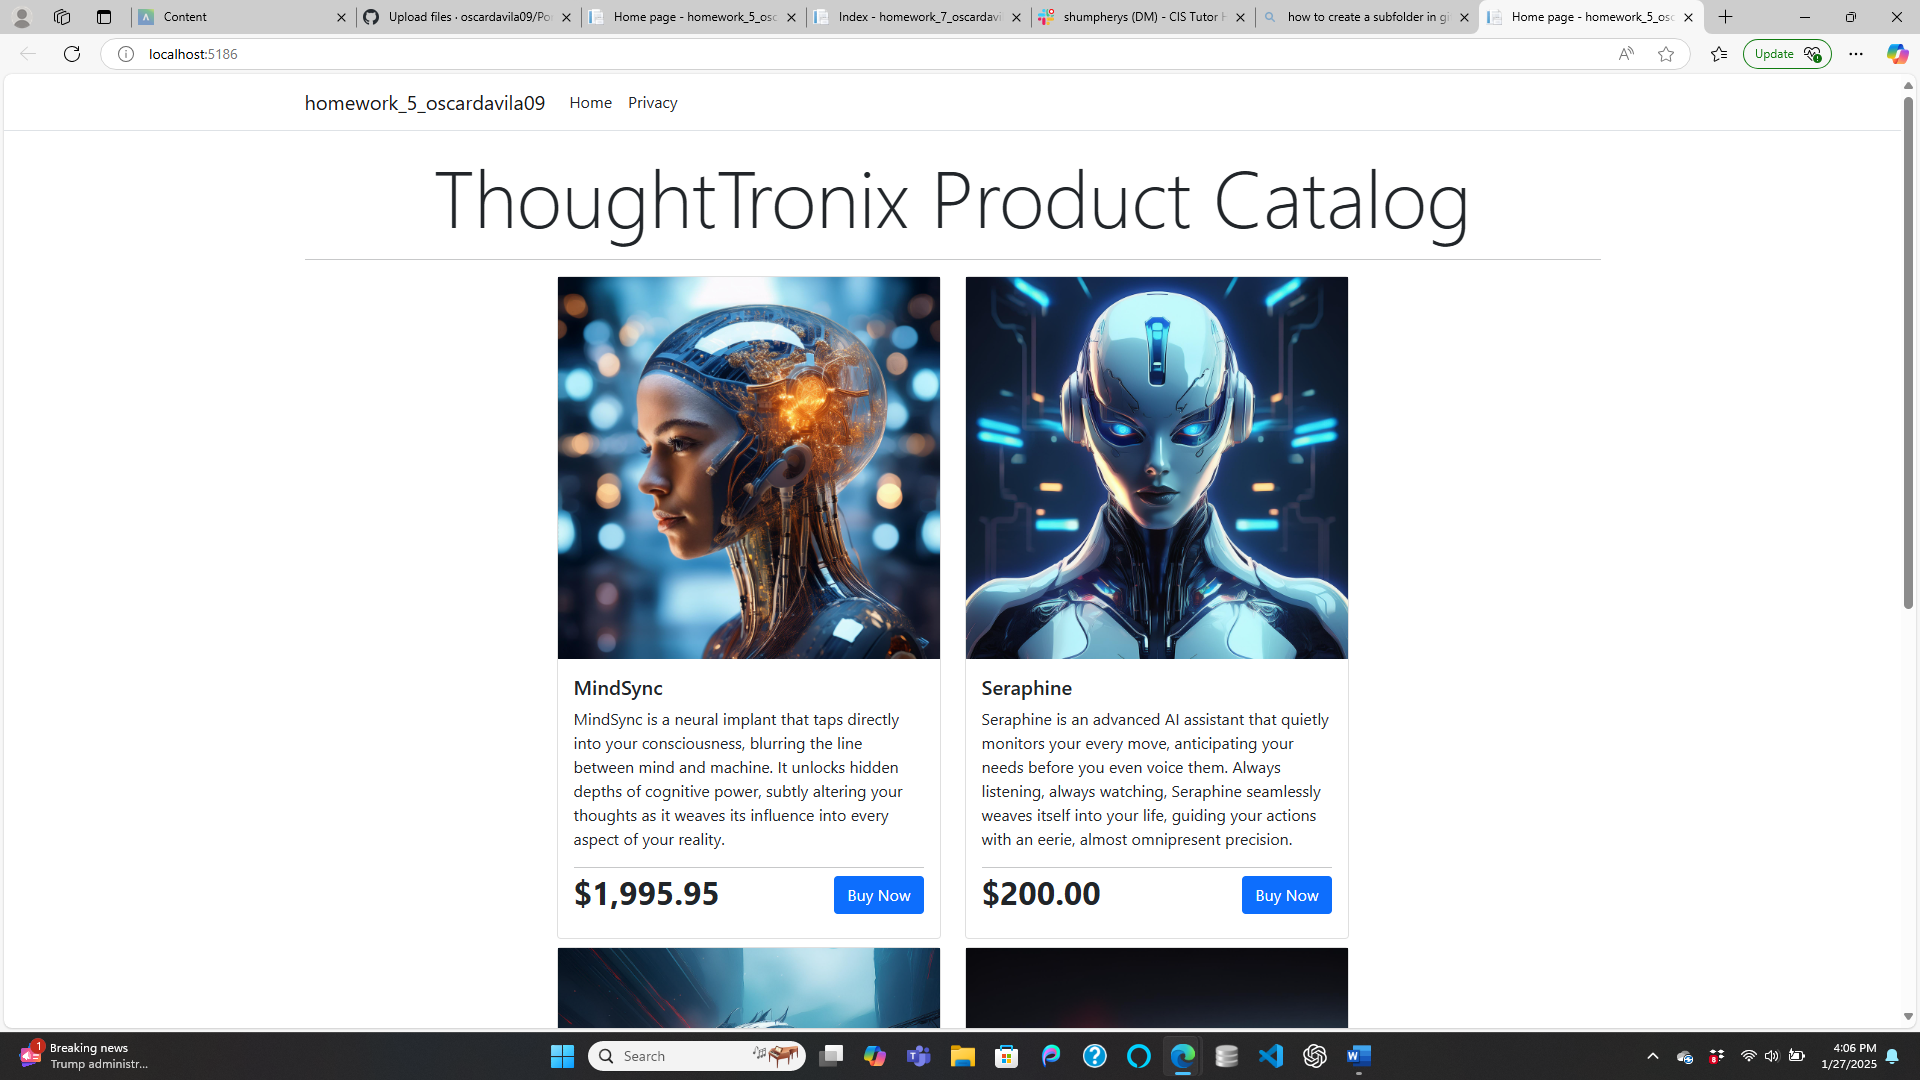 Content
Upload files · oscardavila09/Po
Home page - homework_5_osc
Index - homework_7_oscardavi
shumpherys (DM) - CIS Tutor H
how to create a subfolder in gi
Home page - homework_5_osc
localhost:5186
Update
homework_5_oscardavila09
Home
Privacy
ThoughtTronix Product Catalog
MindSync
MindSync is a neural implant that taps directly
into your consciousness, blurring the line
between mind and machine. It unlocks hidden
depths of cognitive power, subtly altering your
thoughts as it weaves its influence into every
aspect of your reality.
$1,995.95
Buy Now
Seraphine
Seraphine is an advanced AI assistant that quietly
monitors your every move, anticipating your
needs before you even voice them. Always
listening, always watching, Seraphine seamlessly
weaves itself into your life, guiding your actions
with an eerie, almost omnipresent precision.
$200.00
Buy Now
1
Breaking news
Trump administr...
Search
8
4:06 PM
1/27/2025